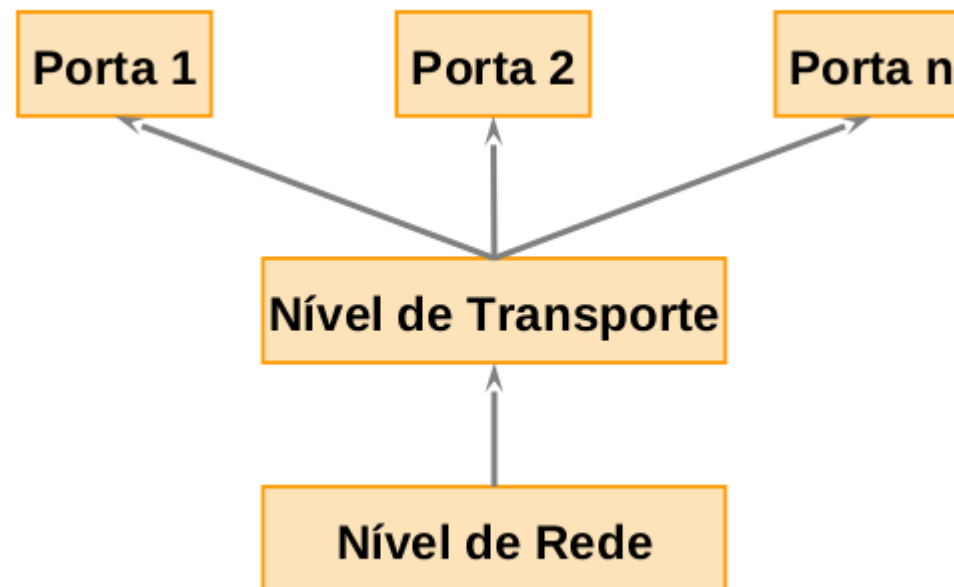 Porta 1
Porta 2
Porta n
Nível de Transporte
Nível de Rede